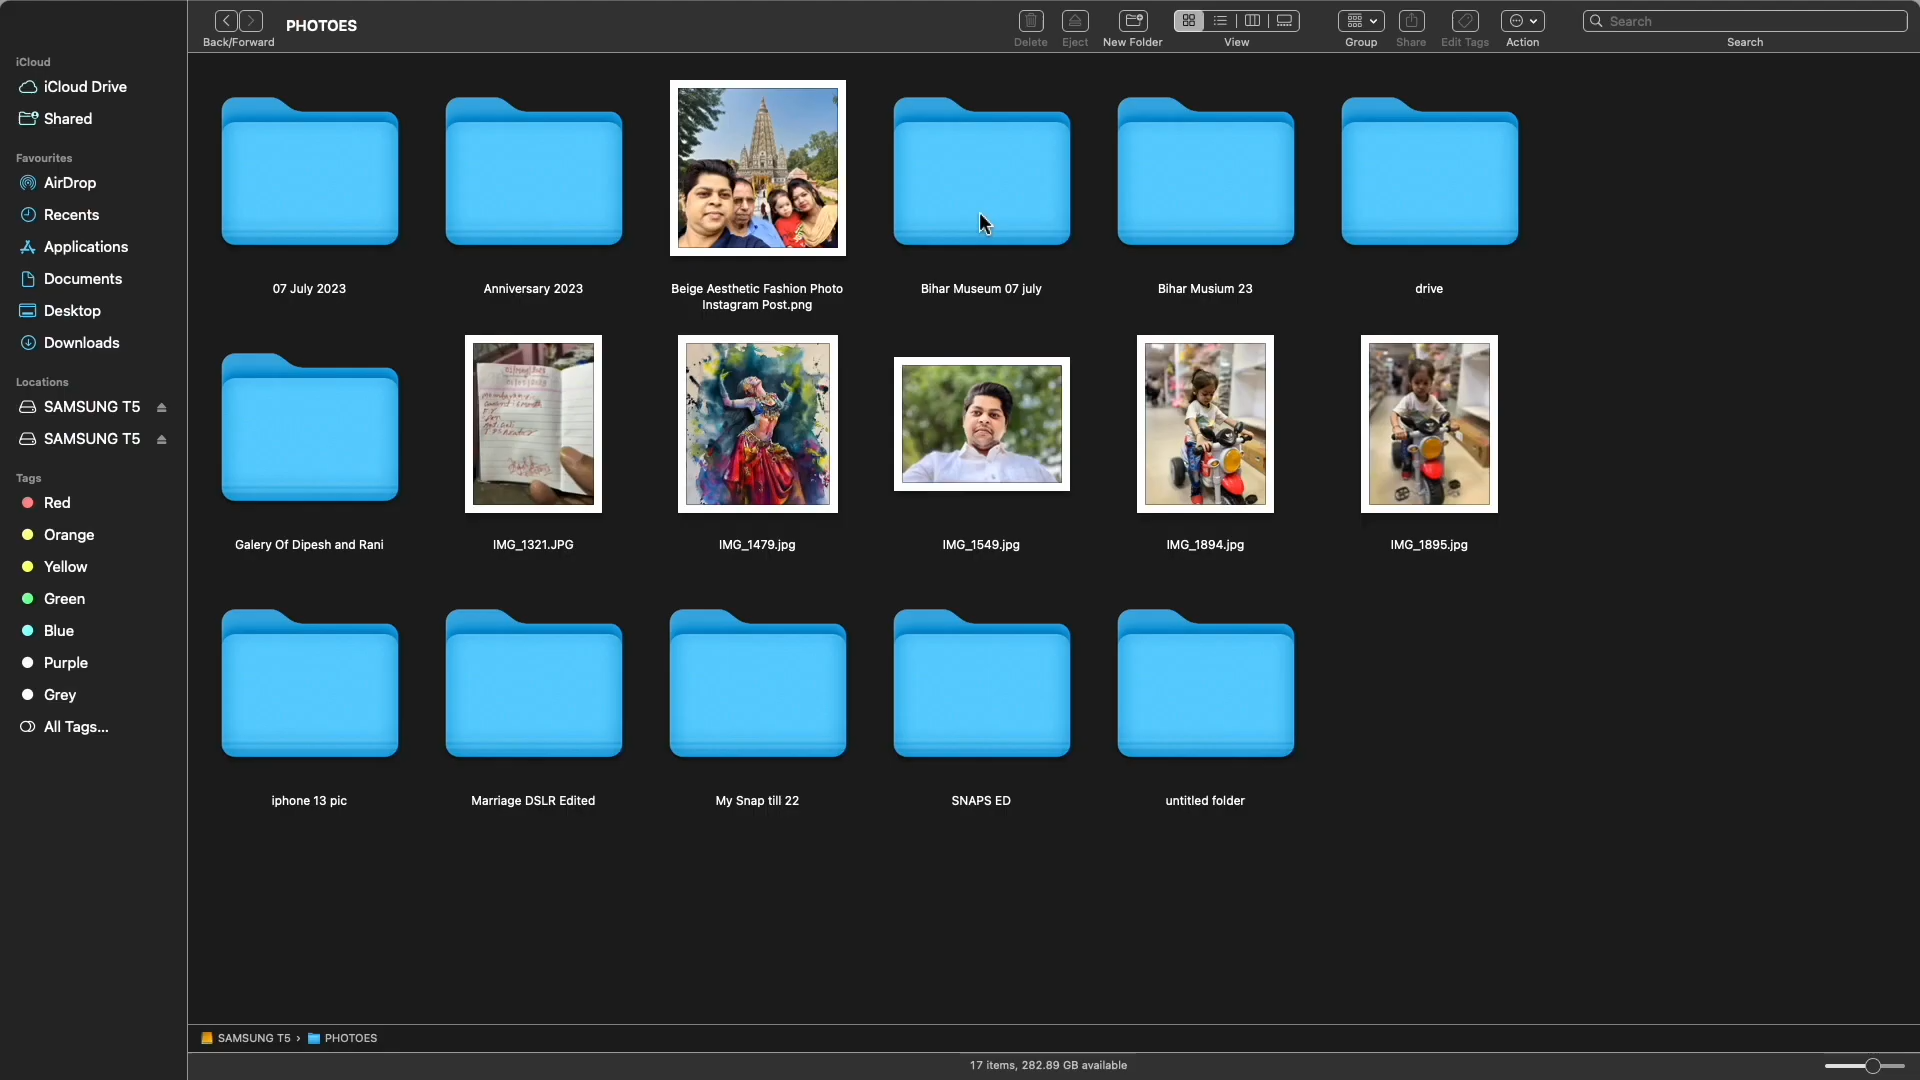 PHOTOES
Back/Forward
Delete
Eject
New Folder
View
Group
Share
Edit Tags
Action
Search
Search
iCloud
iCloud Drive
Shared
Favourites
AirDrop
Recents
Applications
Documents
Desktop
Downloads
Locations
SAMSUNG T5
SAMSUNG T5
Tags
Red
Orange
Yellow
Green
Blue
Purple
Grey
All Tags...
07 July 2023
Anniversary 2023
Beige Aesthetic Fashion Photo
Instagram Post.png
Bihar Museum 07 july
Bihar Musium 23
drive
Galery Of Dipesh and Rani
IMG_1321.JPG
IMG_1479.jpg
IMG_1549.jpg
IMG_1894.jpg
IMG_1895.jpg
iphone 13 pic
Marriage DSLR Edited
My Snap till 22
SNAPS ED
untitled folder
SAMSUNG T5 › PHOTOES
17 items, 282.89 GB available